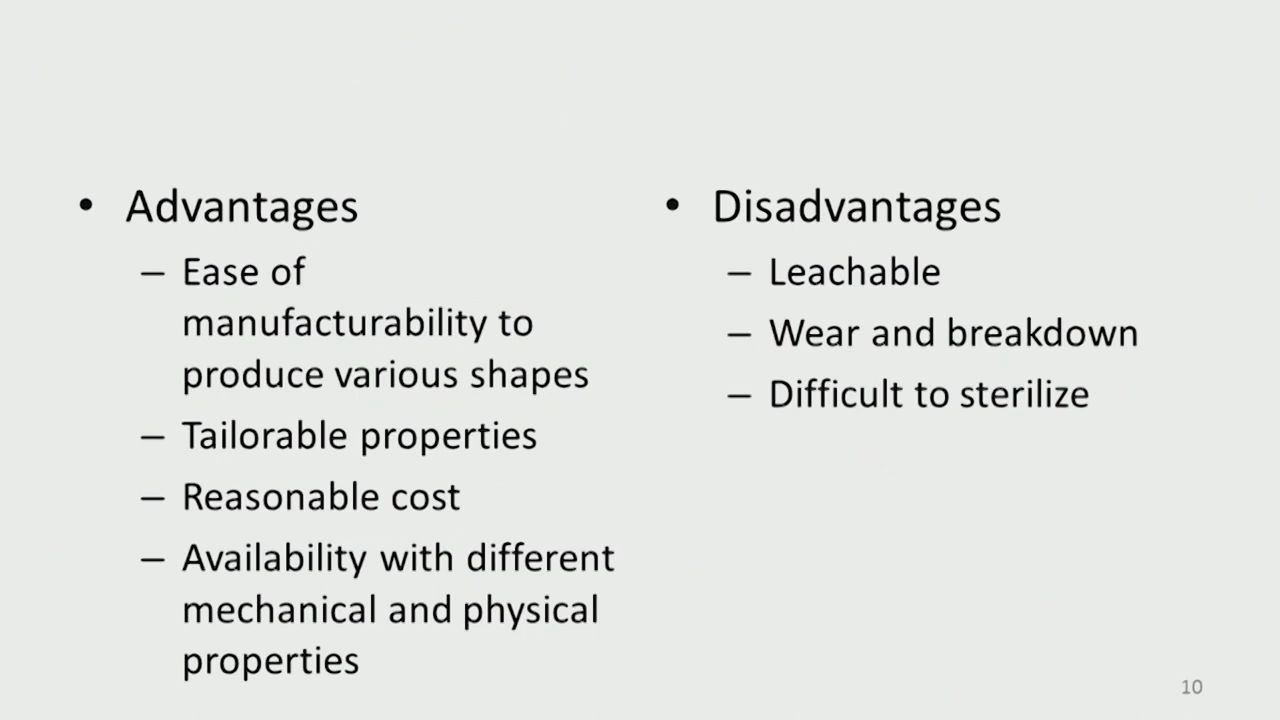 • Advantages
– Ease of
manufacturability to
produce various shapes
– Tailorable properties
– Reasonable cost
– Availability with different
mechanical and physical
properties
• Disadvantages
– Leachable
– Wear and breakdown
– Difficult to sterilize
10